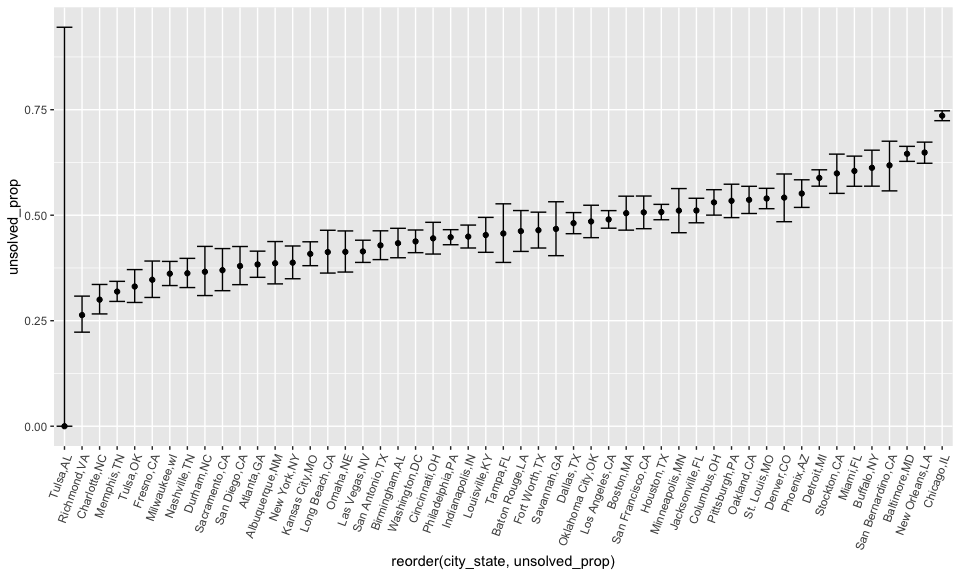 unsolved_prop
0.75
0.50
0.25
0.00
Tulsa,AL
Richmond,VA
Charlotte,NC
Memphis,TN
Tulsa,OK
Fresno,CA
Milwaukee,wI
Nashville,TN
Durham,NC
Sacramento,CA
San Diego,CA
Atlanta,GA
Albuquerque,NM
New York,NY
Kansas City,MO
Long Beach,CA
Omaha,NE
Las Vegas,NV
San Antonio,TX
Birmingham,AL
Washington,DC
Cincinnati,OH
Philadelphia,PA
Indianapolis,IN
Louisville,KY
Tampa,FL
Baton Rouge,LA
Fort Worth,TX
Savannah,GA
Dallas,TX
Oklahoma City,OK
Los Angeles,CA
Boston,MA
San Francisco,CA
Houston,TX
Minneapolis,MN
Jacksonville,FL
Columbus,OH
Pittsburgh,PA
Oakland,CA
St. Louis,MO
Denver,CO
Phoenix,AZ
Detroit,MI
Stockton,CA
Miami,FL
Buffalo,NY
San Bernardino,CA
Baltimore,MD
New Orleans,LA
Chicago,IL
reorder(city_state, unsolved_prop)